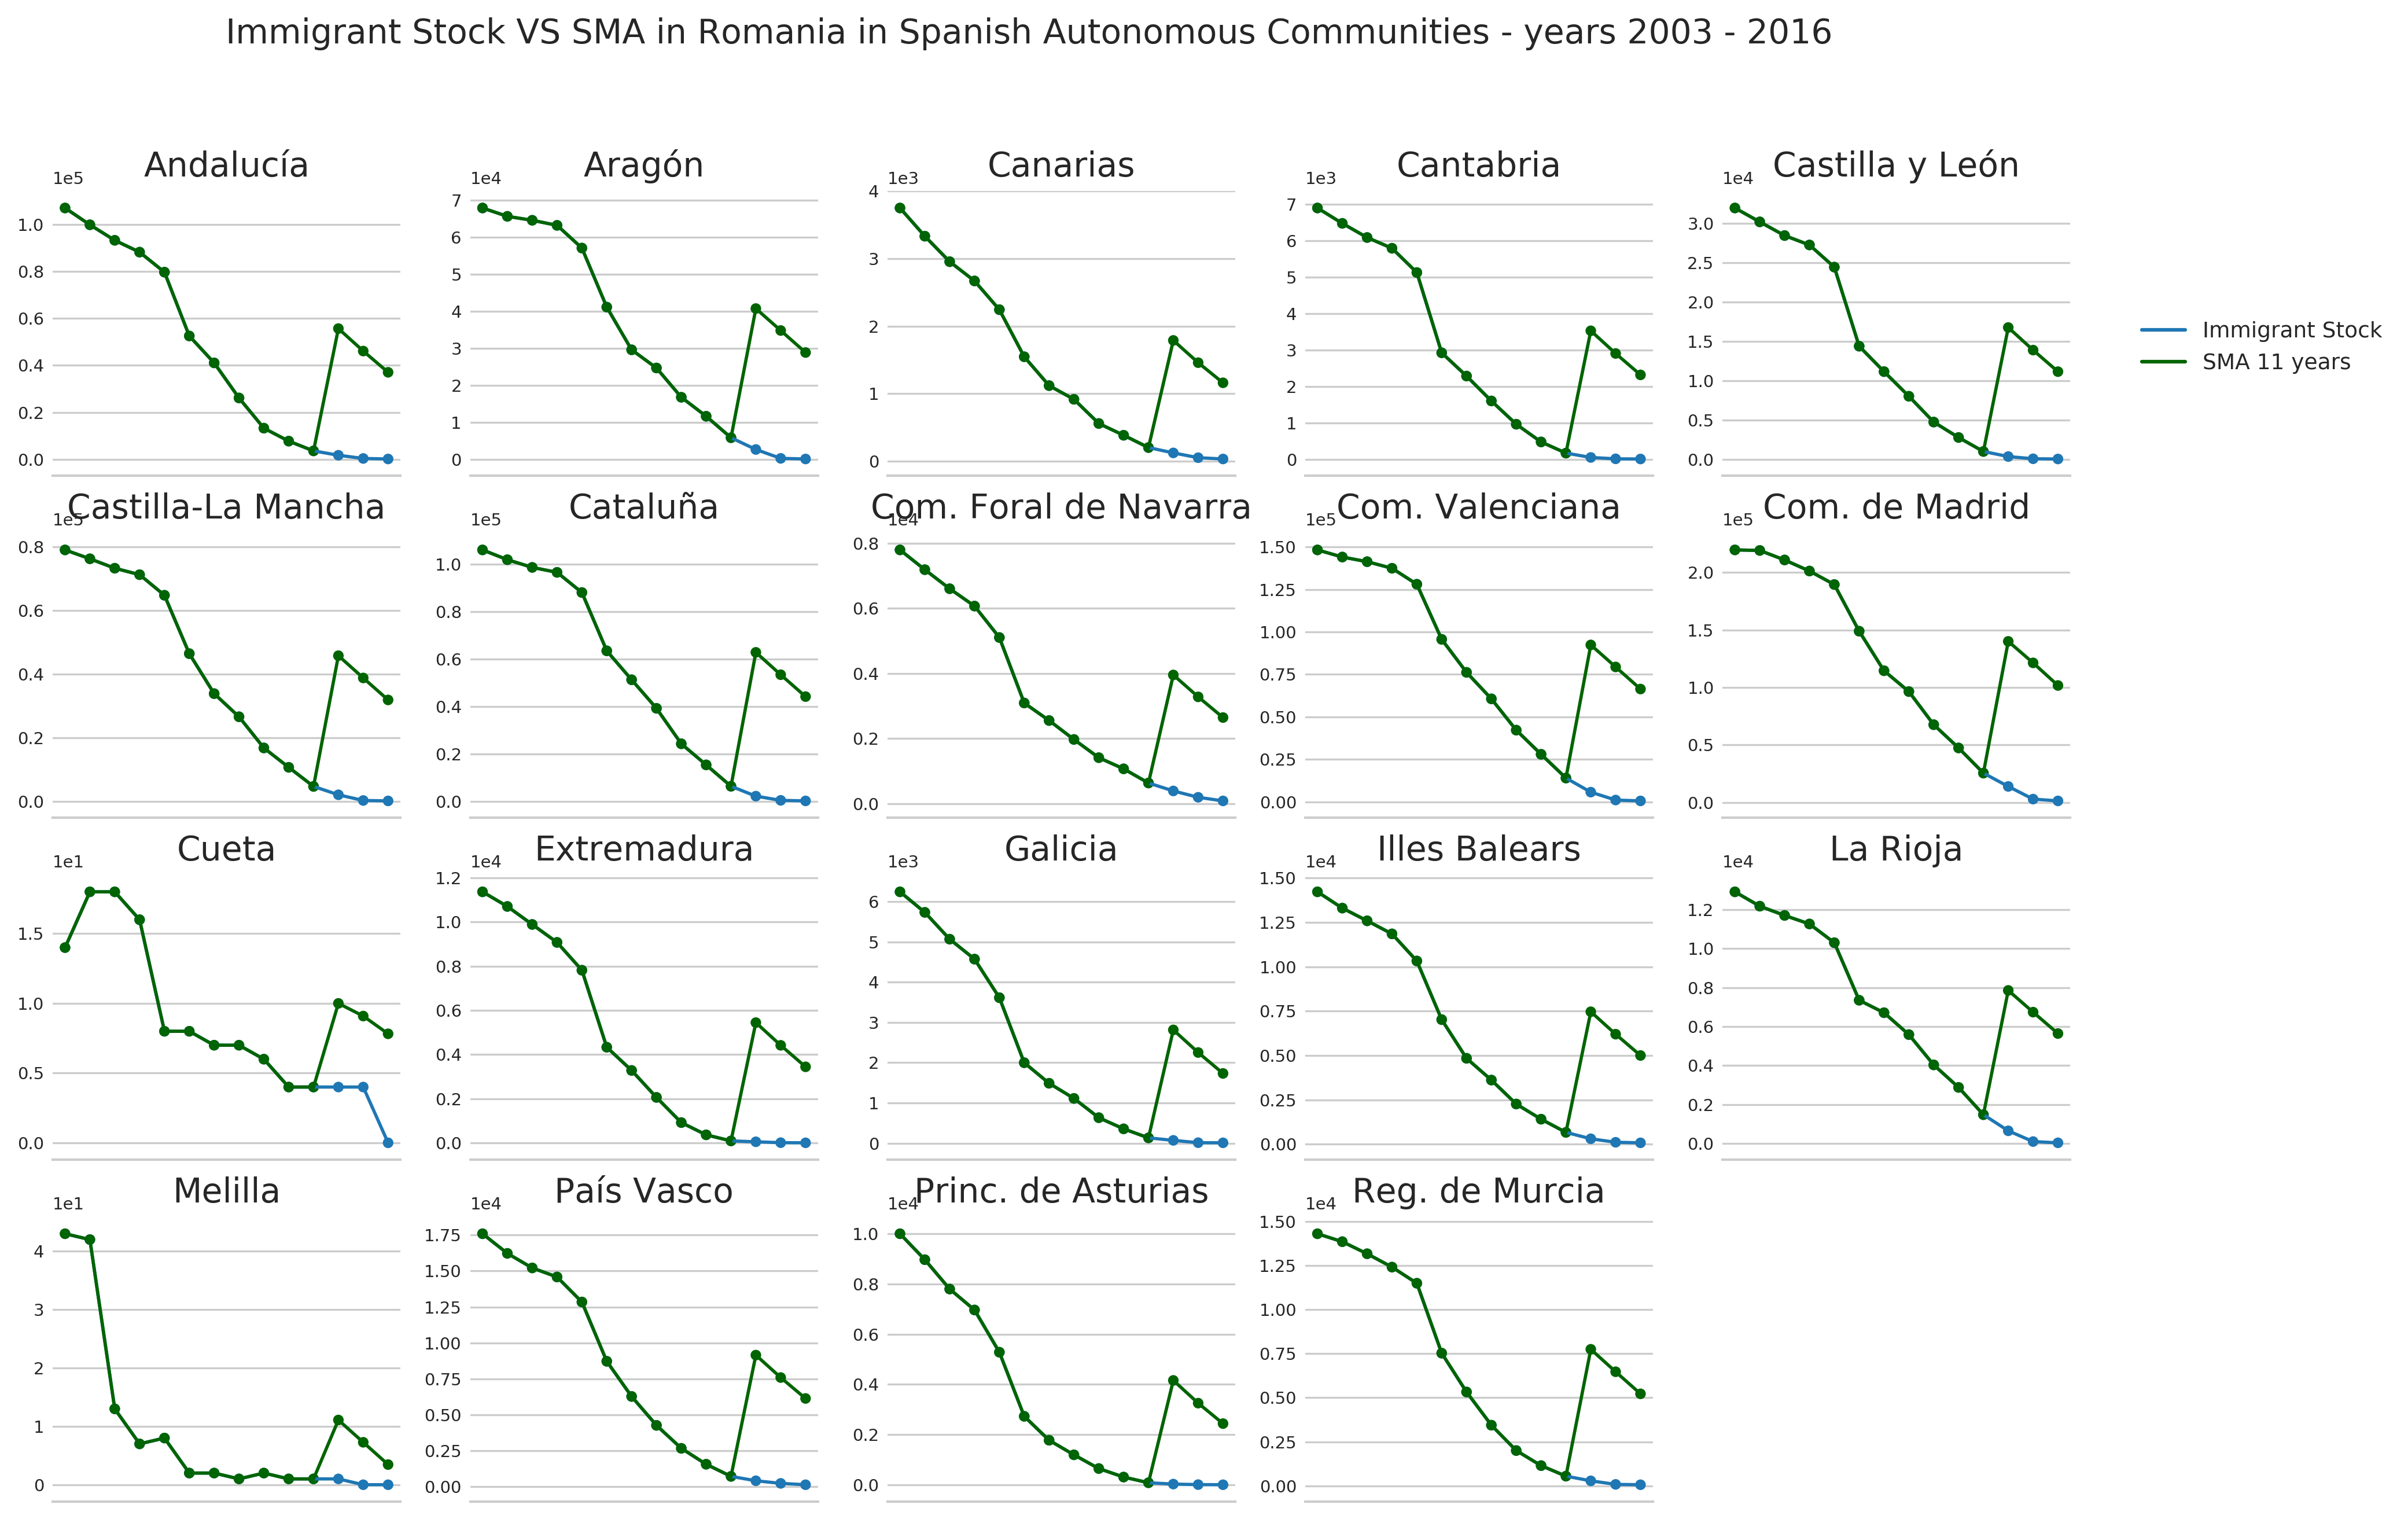 Immigrant Stock VS SMA in Romania in Spanish Autonomous Communities - years 2003 - 2016
Andalucía
1e5
1.0
0.8
0.6
0.4
0.2
0.0
Aragón
1e4
7
6
5
4
3
2
1
0
Canarias
1e3
4
3
2
1
0
Cantabria
1e3
7
6
5
4
3
2
1
0
Castilla y León
1e4
3.0
2.5
2.0
1.5
1.0
0.5
0.0
Immigrant Stock
SMA 11 years
Castilla-La Mancha
1e5
0.8
0.6
0.4
0.2
0.0
Cataluña
1e5
1.0
0.8
0.6
0.4
0.2
0.0
Com. Foral de Navarra
1e4
0.8
0.6
0.4
0.2
0.0
Com. Valenciana
1e5
1.50
1.25
1.00
0.75
0.50
0.25
0.00
Com. de Madrid
1e5
2.0
1.5
1.0
0.5
0.0
Cueta
1e1
1.5
1.0
0.5
0.0
Extremadura
1e4
1.2
1.0
0.8
0.6
0.4
0.2
0.0
Galicia
1e3
6
5
4
3
2
1
0
Illes Balears
1e4
1.50
1.25
1.00
0.75
0.50
0.25
0.00
La Rioja
1e4
1.2
1.0
0.8
0.6
0.4
0.2
0.0
Melilla
1e1
4
3
2
1
0
País Vasco
1e4
1.75
1.50
1.25
1.00
0.75
0.50
0.25
0.00
Princ. de Asturias
1e4
1.0
0.8
0.6
0.4
0.2
0.0
Reg. de Murcia
1e4
1.50
1.25
1.00
0.75
0.50
0.25
0.00